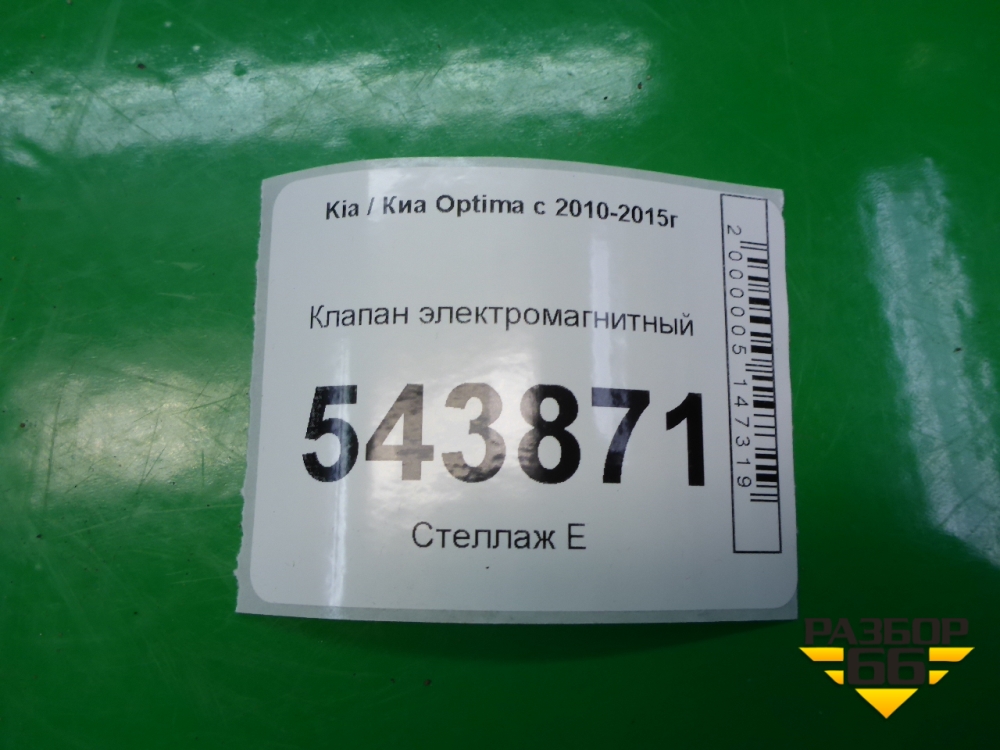 Kia / Киа Optima с 2010-2015г
Клапан электромагнитный
543871
Стеллаж Е
2000005147319
РАЗБОР
66